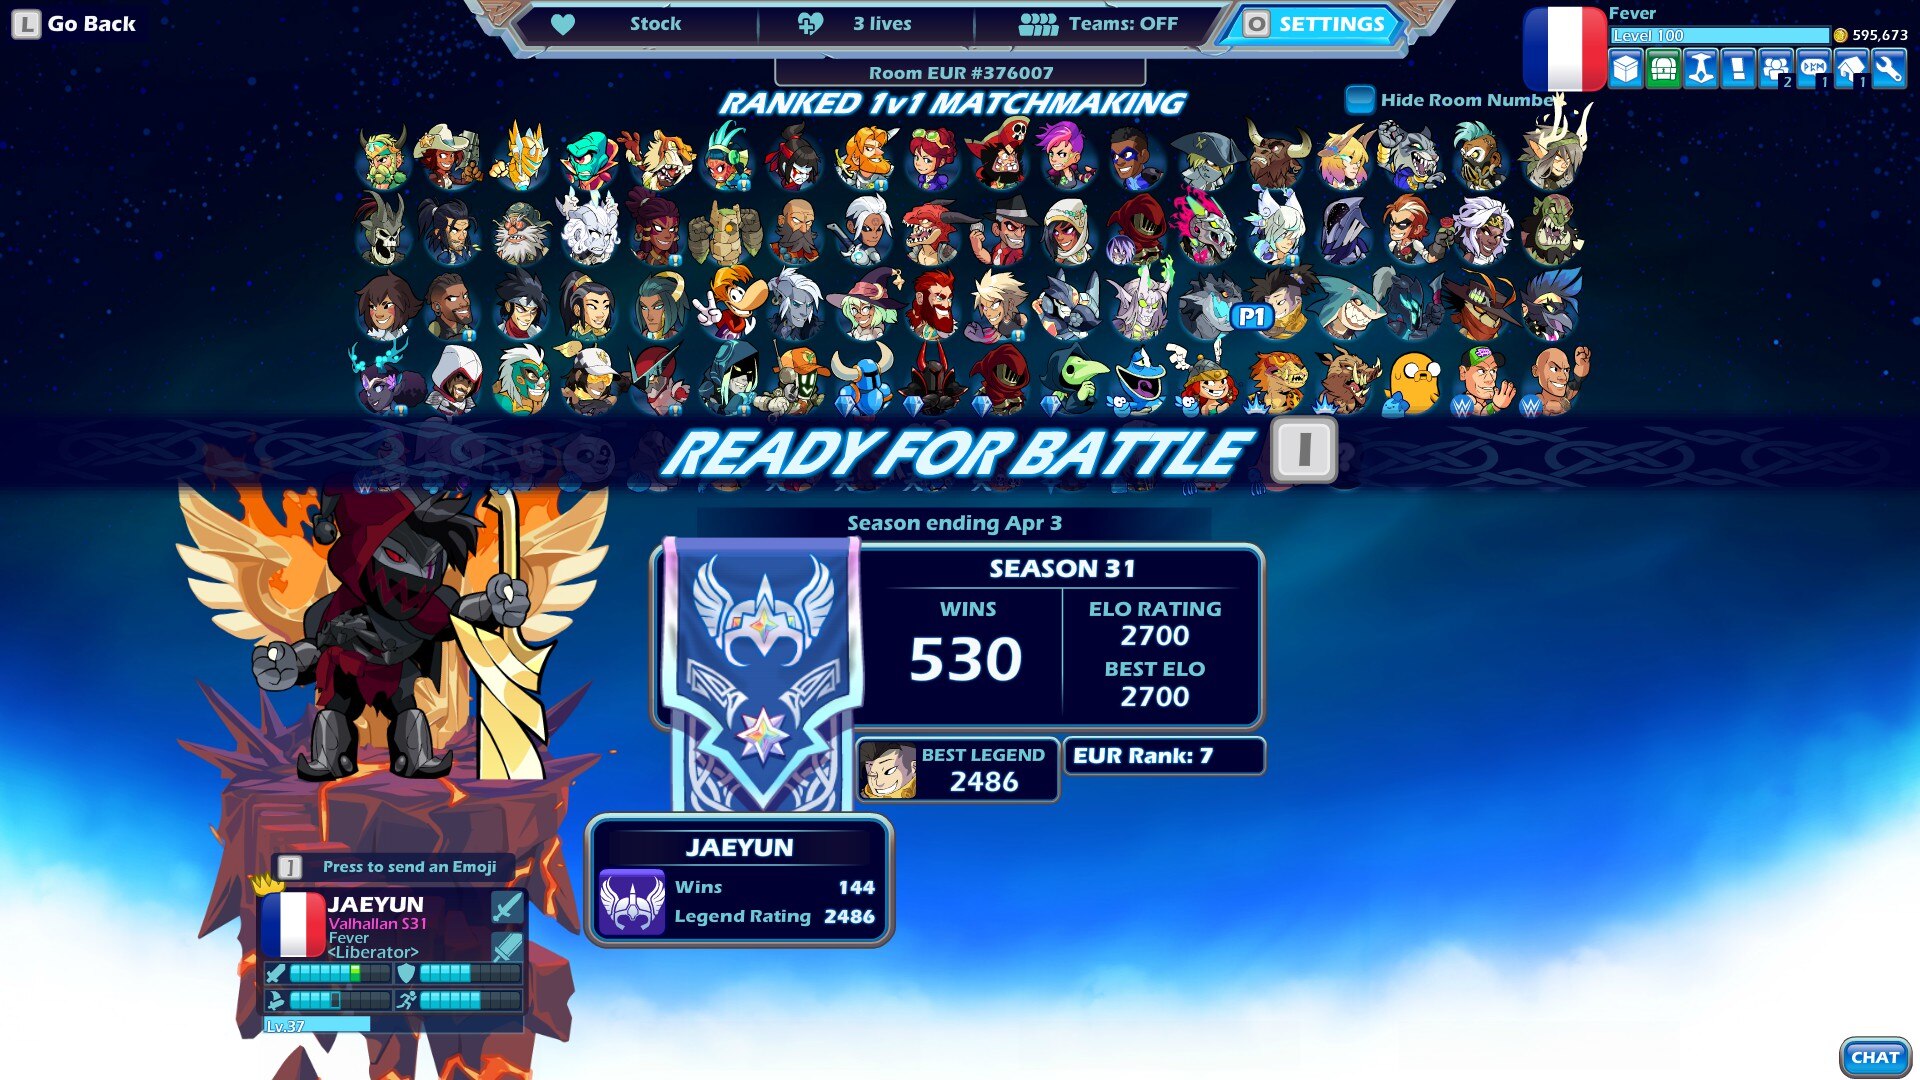 L Go Back
Stock
3 lives
Teams: OFF
O SETTINGS
Fever
Level 100
595,673
2
1
1
Room EUR #376007
Hide Room Numbe
RANKED 1v1 MATCHMAKING
P1
READY FOR BATTLE
Season ending Apr 3
SEASON 31
WINS
530
ELO RATING
2700
BEST ELO
2700
BEST LEGEND
2486
EUR Rank: 7
JAEYUN
Wins 144
Legend Rating 2486
Press to send an Emoji
JAEYUN
Valhallan S31
Fever
<Liberator>
Lv.37
CHAT